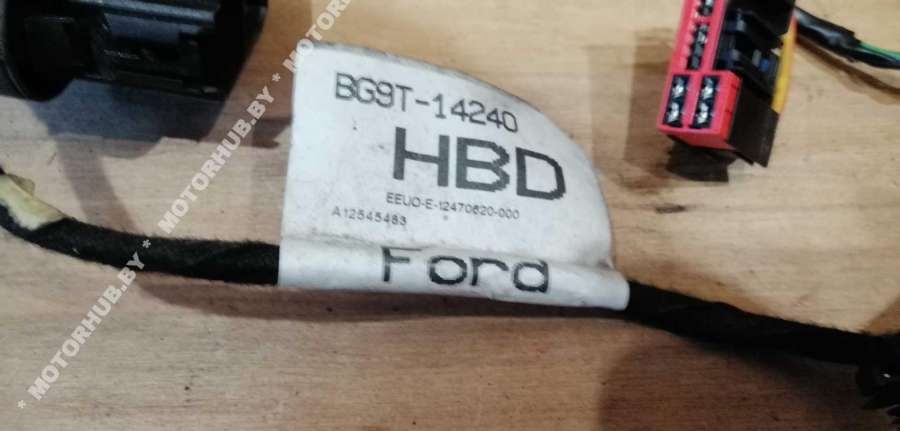 BG9T-14240
HBD
EEUO-E-12470620-000
A12545483
Ford
* MOTORHUB.BY * MOTORHUB.BY * MOTORHUB.BY